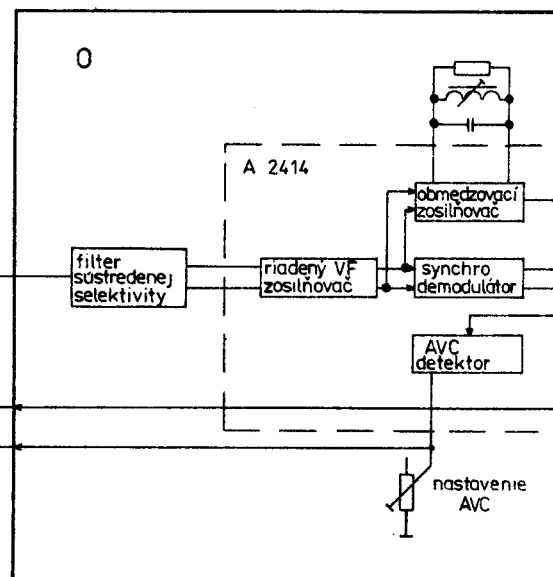 O
A 2414
obmedzovací
zosilňovač
filter
sústredenej
selektivity
riadený VF
zosilňovač
synchro
demodulátor
AVC
detektor
nastavenie
AVC